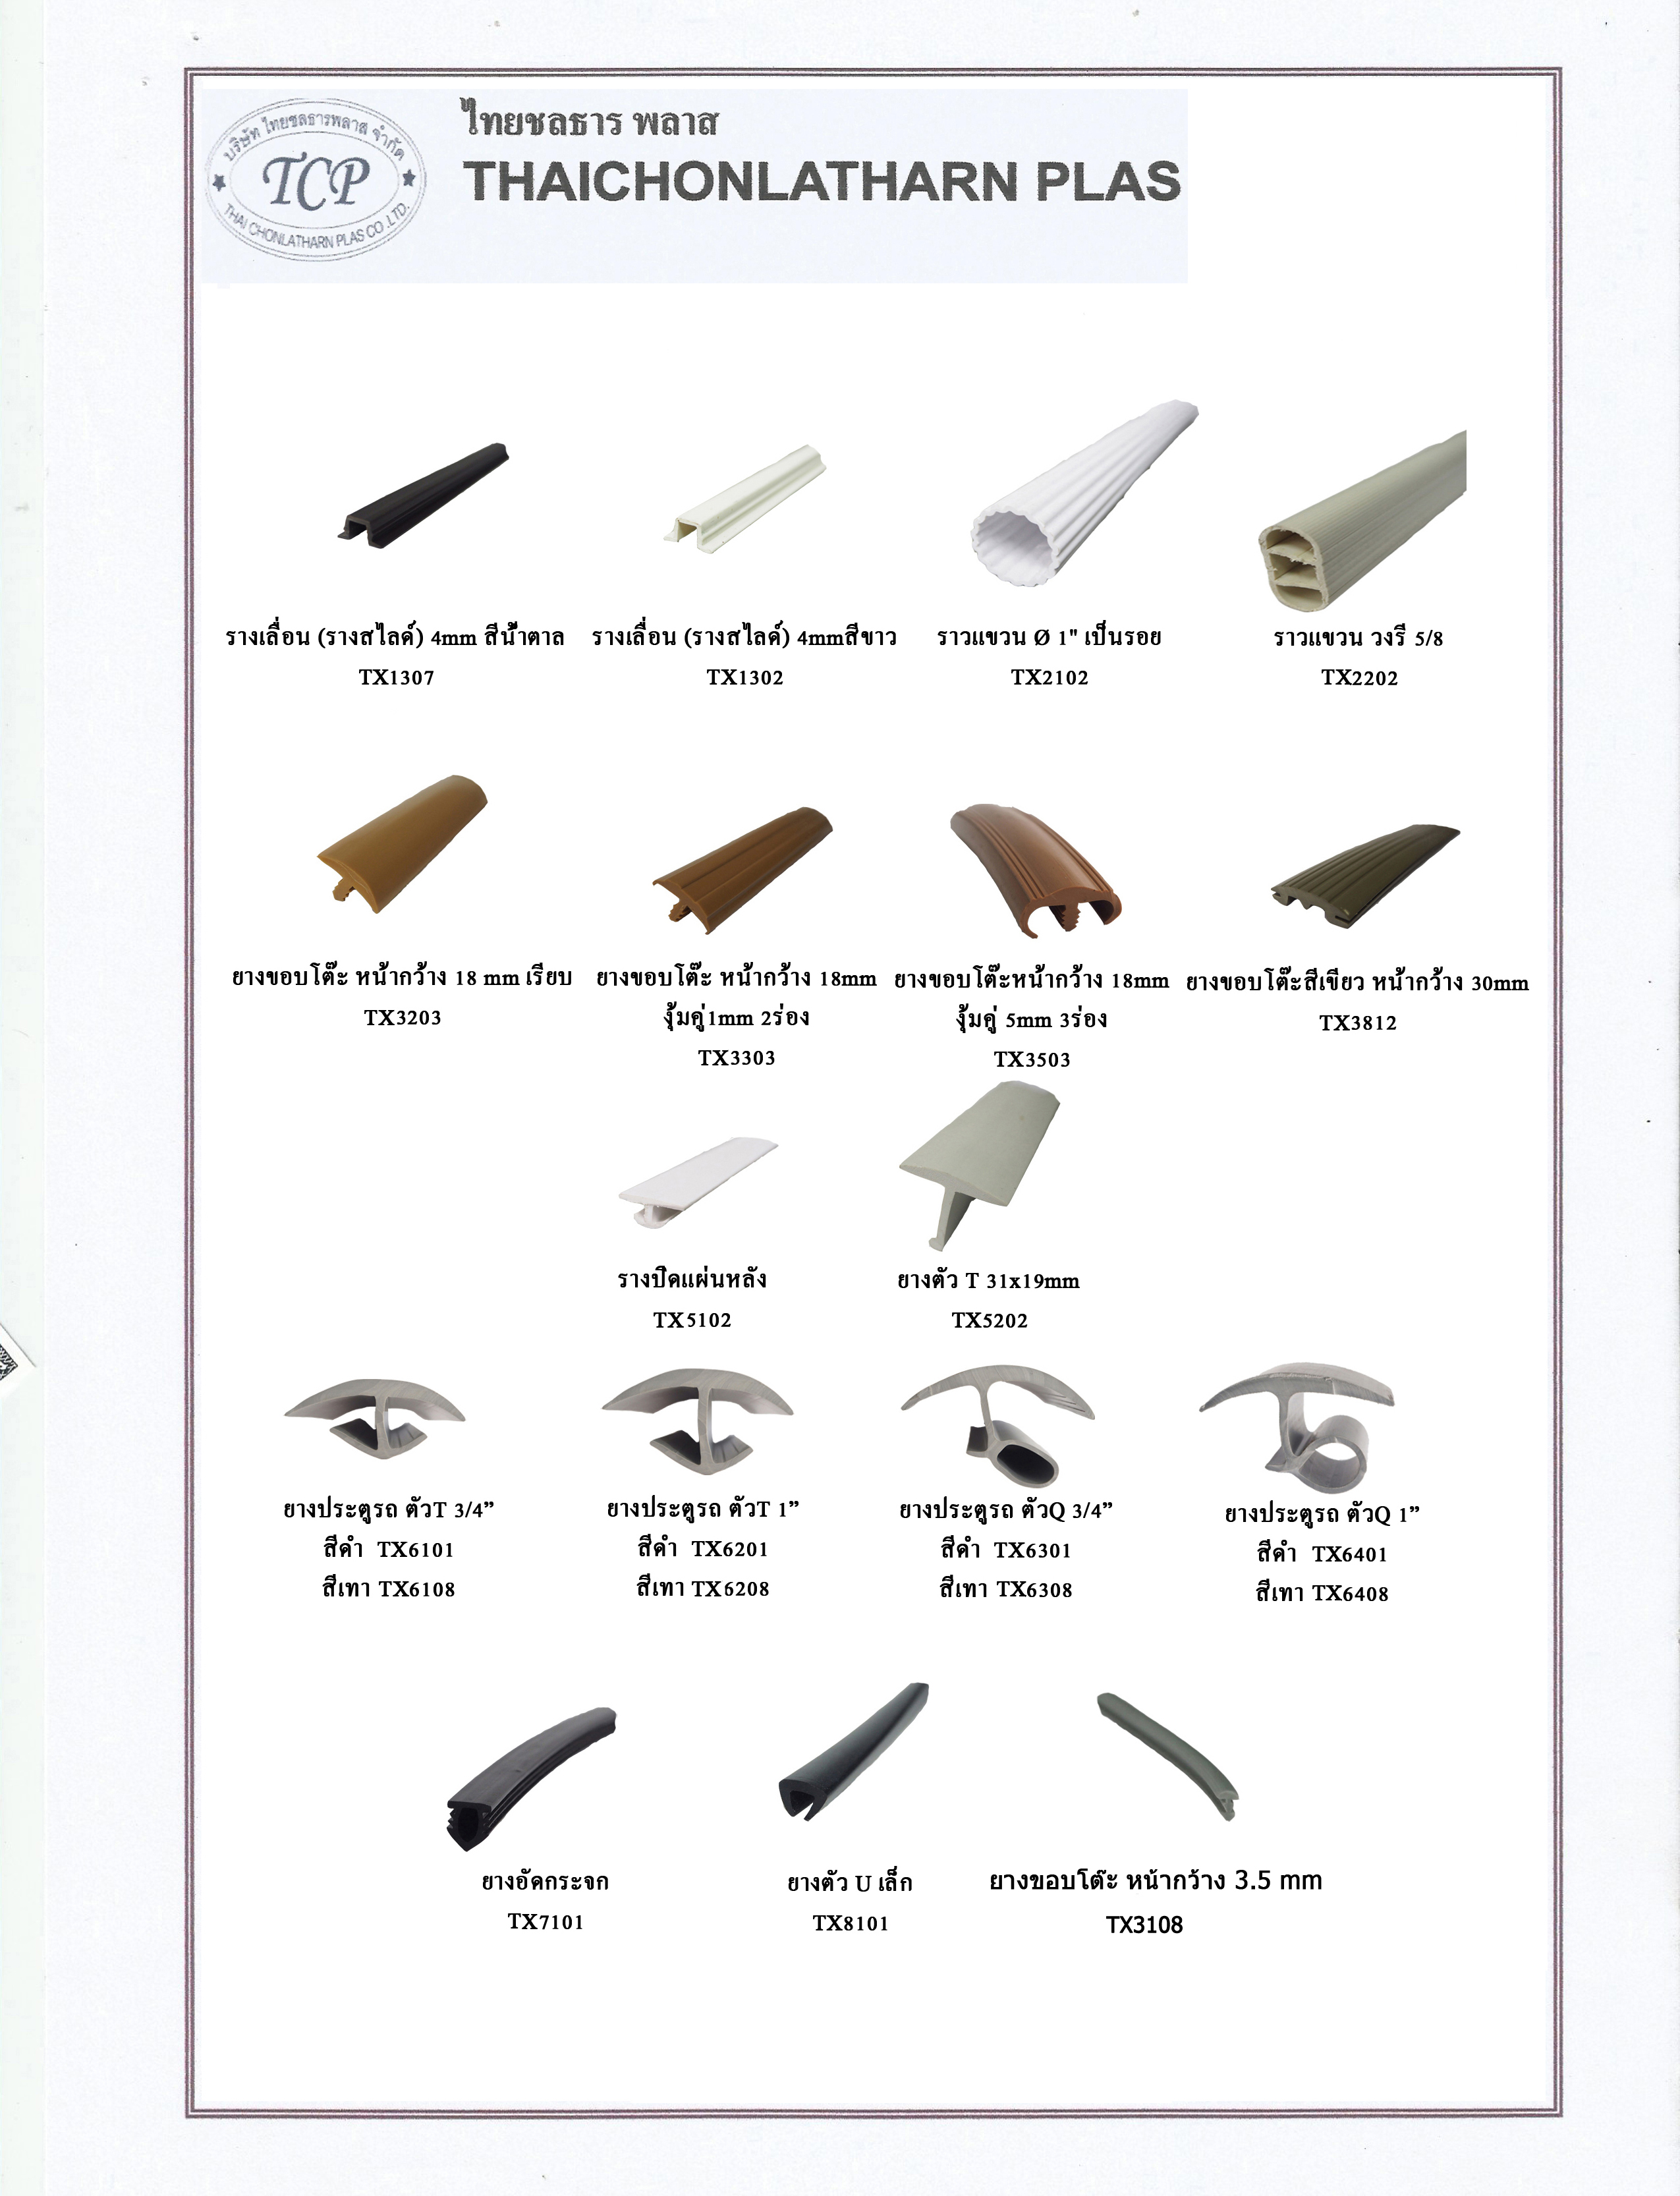 บริษัท ไทยชลธารพลาส จำกัด
TCP
THAI CHONLATHARN PLAS CO.,LTD.
ไทยชลธาร พลาส
THAICHONLATHARN PLAS
รางเลื่อน (รางสไลด์) 4mm สีน้ำตาล
TX1307
รางเลื่อน (รางสไลด์) 4mmสีขาว
TX1302
ราวแขวน Ø 1" เป็นรอย
TX2102
ราวแขวน วงรี 5/8
TX2202
ยางขอบโต๊ะ หน้ากว้าง 18 mm เรียบ
TX3203
ยางขอบโต๊ะ หน้ากว้าง 18mm
งุ้มคู่1mm 2ร่อง
TX3303
ยางขอบโต๊ะหน้ากว้าง 18mm
งุ้มคู่ 5mm 3ร่อง
TX3503
ยางขอบโต๊ะสีเขียว หน้ากว้าง 30mm
TX3812
รางปิดแผ่นหลัง
TX5102
ยางตัว T 31x19mm
TX5202
ยางประตูรถ ตัวT 3/4”
สีดำ TX6101
สีเทา TX6108
ยางประตูรถ ตัวT 1”
สีดำ TX6201
สีเทา TX6208
ยางประตูรถ ตัวQ 3/4”
สีดำ TX6301
สีเทา TX6308
ยางประตูรถ ตัวQ 1”
สีดำ TX6401
สีเทา TX6408
ยางอัดกระจก
TX7101
ยางตัว U เล็ก
TX8101
ยางขอบโต๊ะ หน้ากว้าง 3.5 mm
TX3108